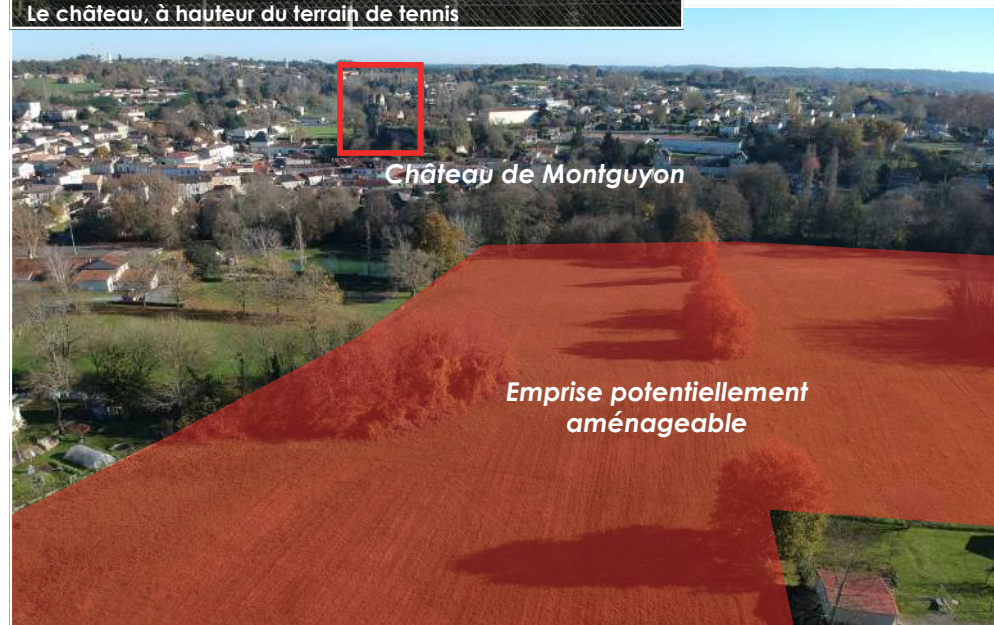 Le château, à hauteur du terrain de tennis
Château de Montguyon
Emprise potentiellement
aménageable